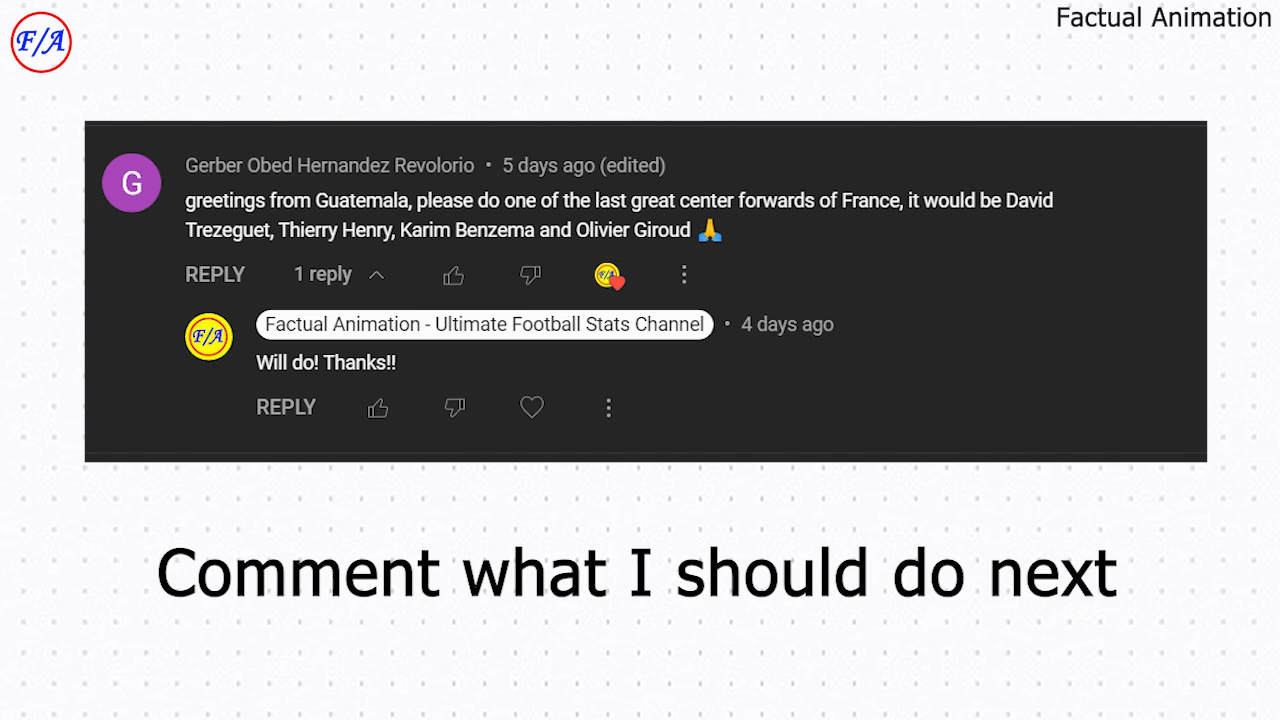 F/A
Factual Animation
G
Gerber Obed Hernandez Revolorio • 5 days ago (edited)
greetings from Guatemala, please do one of the last great center forwards of France, it would be David
Trezeguet, Thierry Henry, Karim Benzema and Olivier Giroud 🙏
REPLY 1 reply
F/A
F/A
Factual Animation - Ultimate Football Stats Channel • 4 days ago
Will do! Thanks!!
REPLY
Comment what I should do next